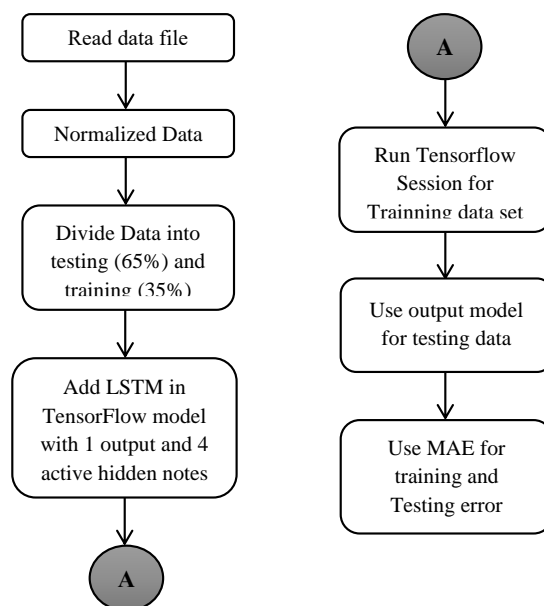 Read data file
Normalized Data
Divide Data into
testing (65%) and
training (35%)
Add LSTM in
TensorFlow model
with 1 output and 4
active hidden notes
A
A
Run Tensorflow
Session for
Trainning data set
Use output model
for testing data
Use MAE for
training and
Testing error